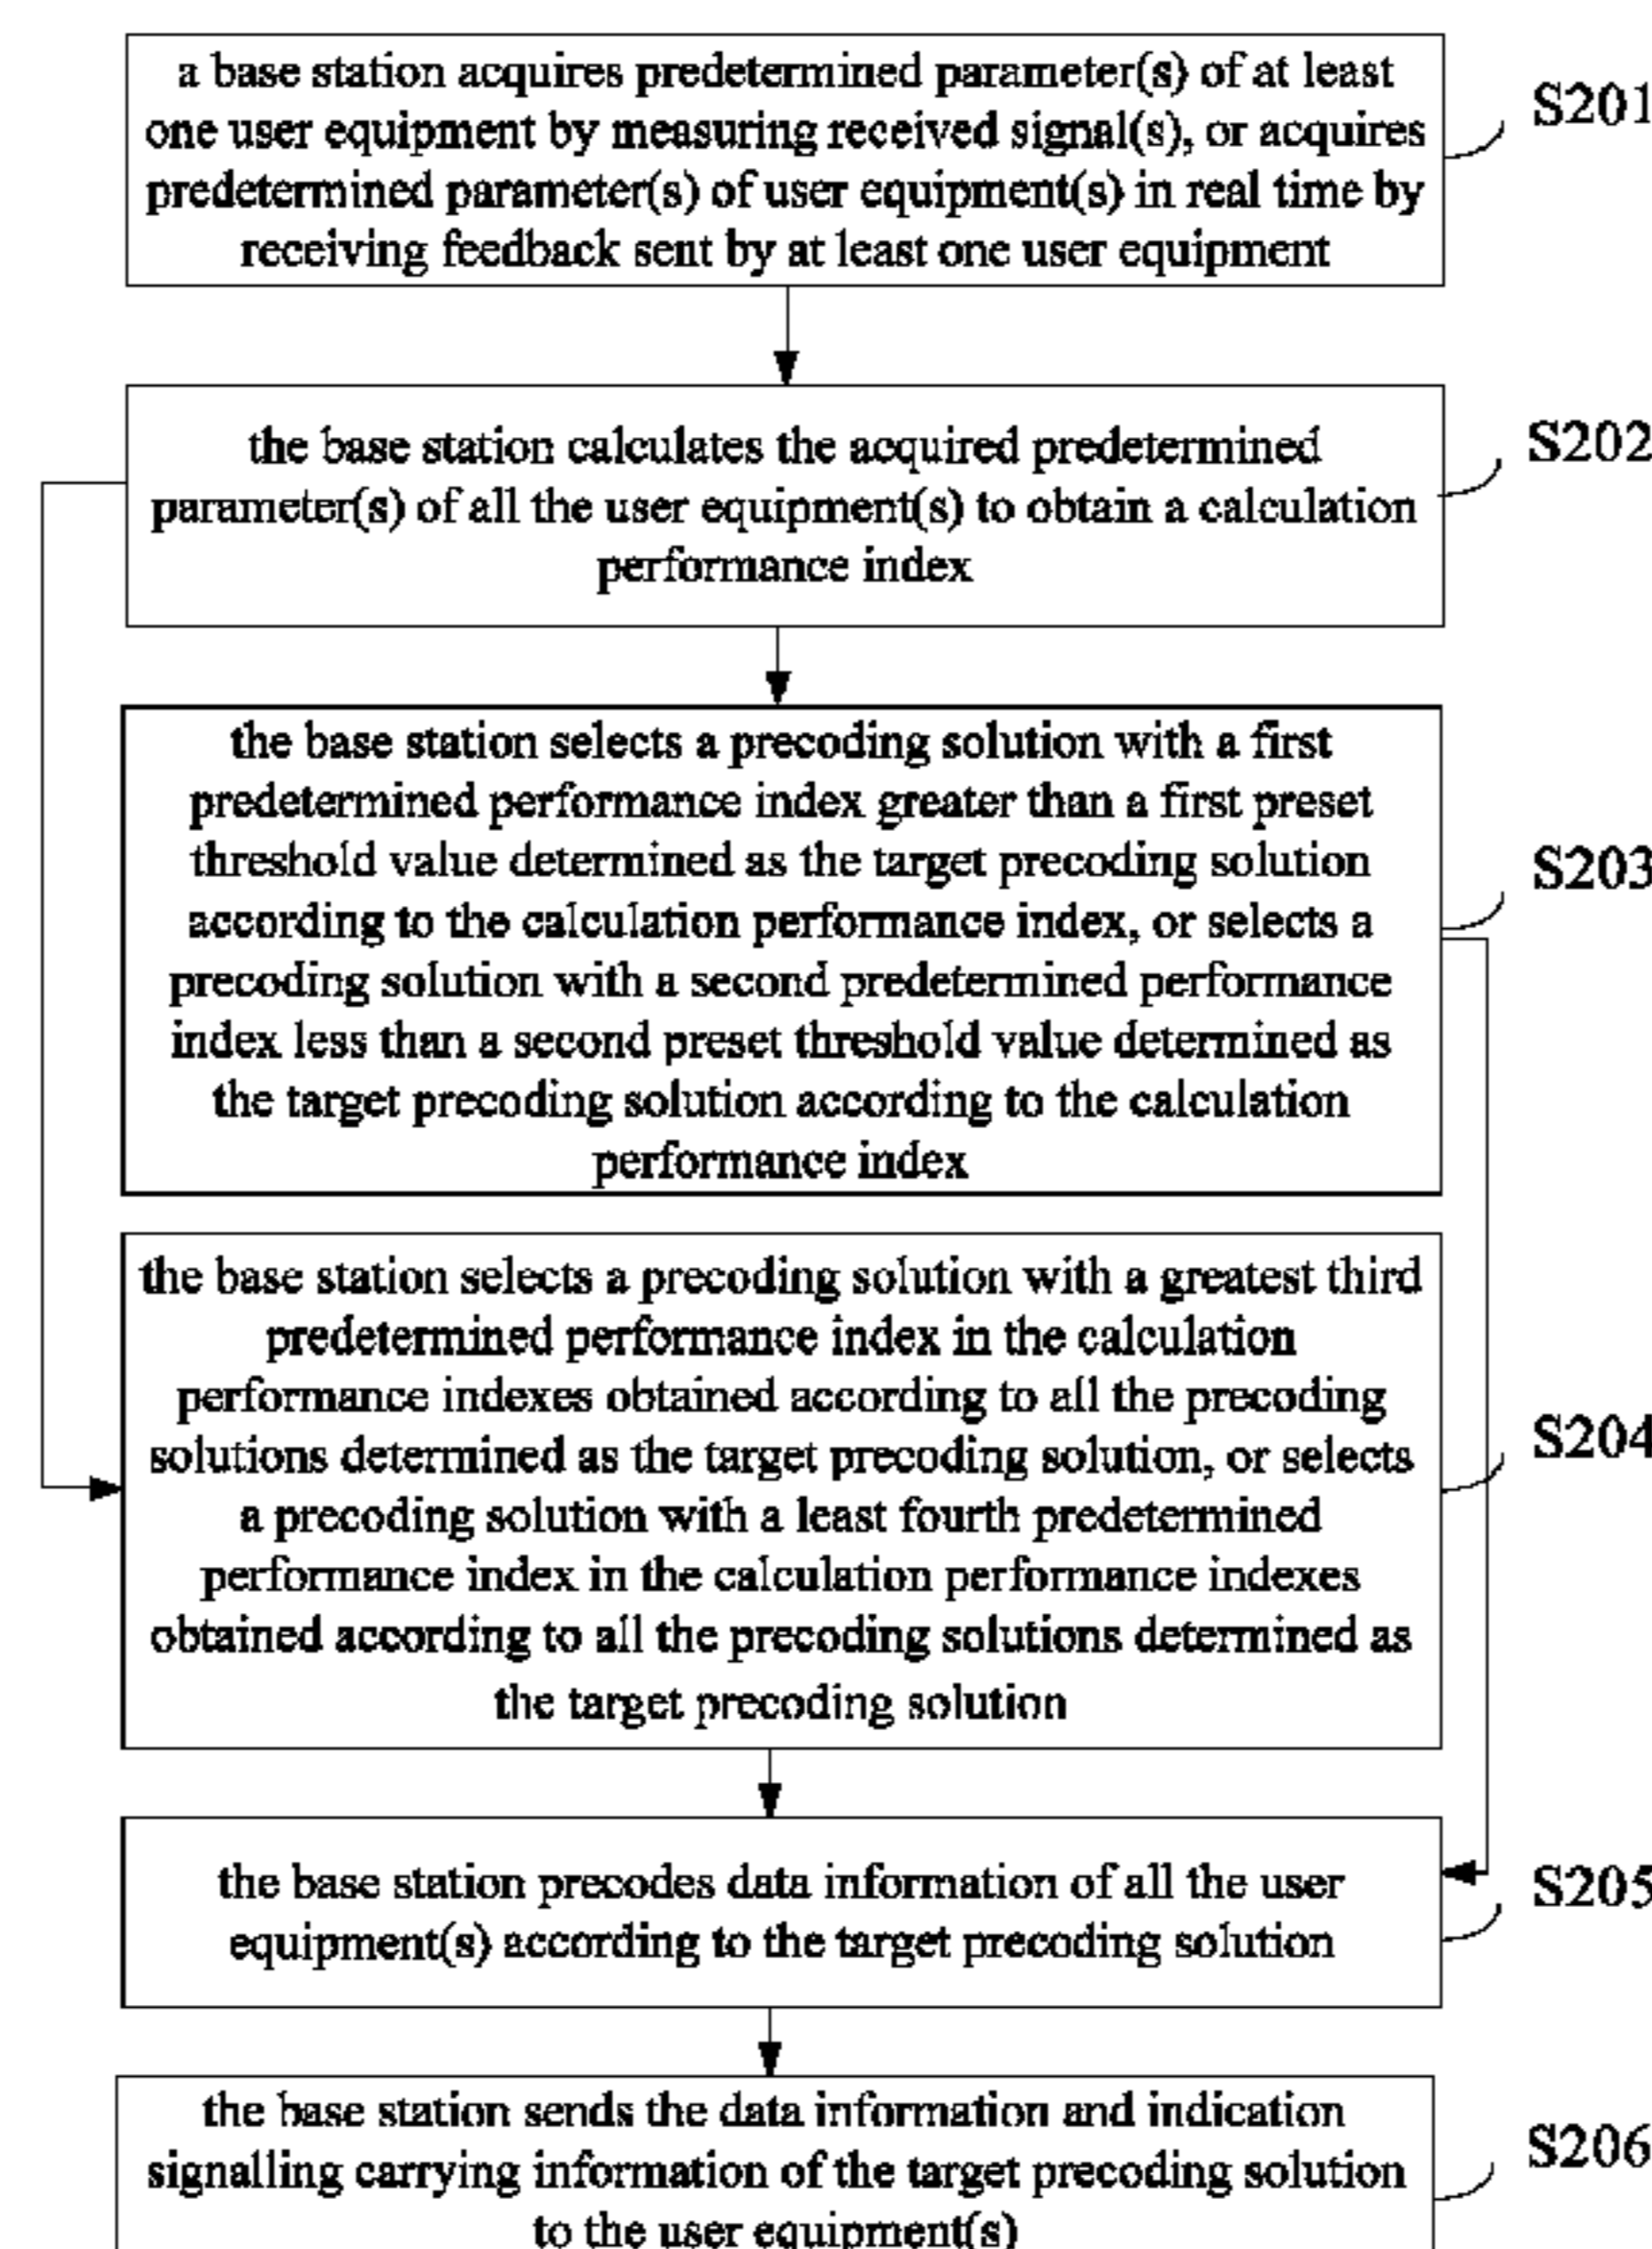 a base station acquires predetermined parameter(s) of at least
one user equipment by measuring received signal(s), or acquires
predetermined parameter(s) of user equipment(s) in real time by
receiving feedback sent by at least one user equipment
S201
the base station calculates the acquired predetermined
parameter(s) of all the user equipment(s) to obtain a calculation
performance index
S202
the base station selects a precoding solution with a first
predetermined performance index greater than a first preset
threshold value determined as the target precoding solution
according to the calculation performance index, or selects a
precoding solution with a second predetermined performance
index less than a second preset threshold value determined as
the target precoding solution according to the calculation
performance index
S203
the base station selects a precoding solution with a greatest third
predetermined performance index in the calculation
performance indexes obtained according to all the precoding
solutions determined as the target precoding solution, or selects
a precoding solution with a least fourth predetermined
performance index in the calculation performance indexes
obtained according to all the precoding solutions determined as
the target precoding solution
S204
the base station precodes data information of all the user
equipment(s) according to the target precoding solution
S205
the base station sends the data information and indication
signalling carrying information of the target precoding solution
to the user equipment(s)
S206